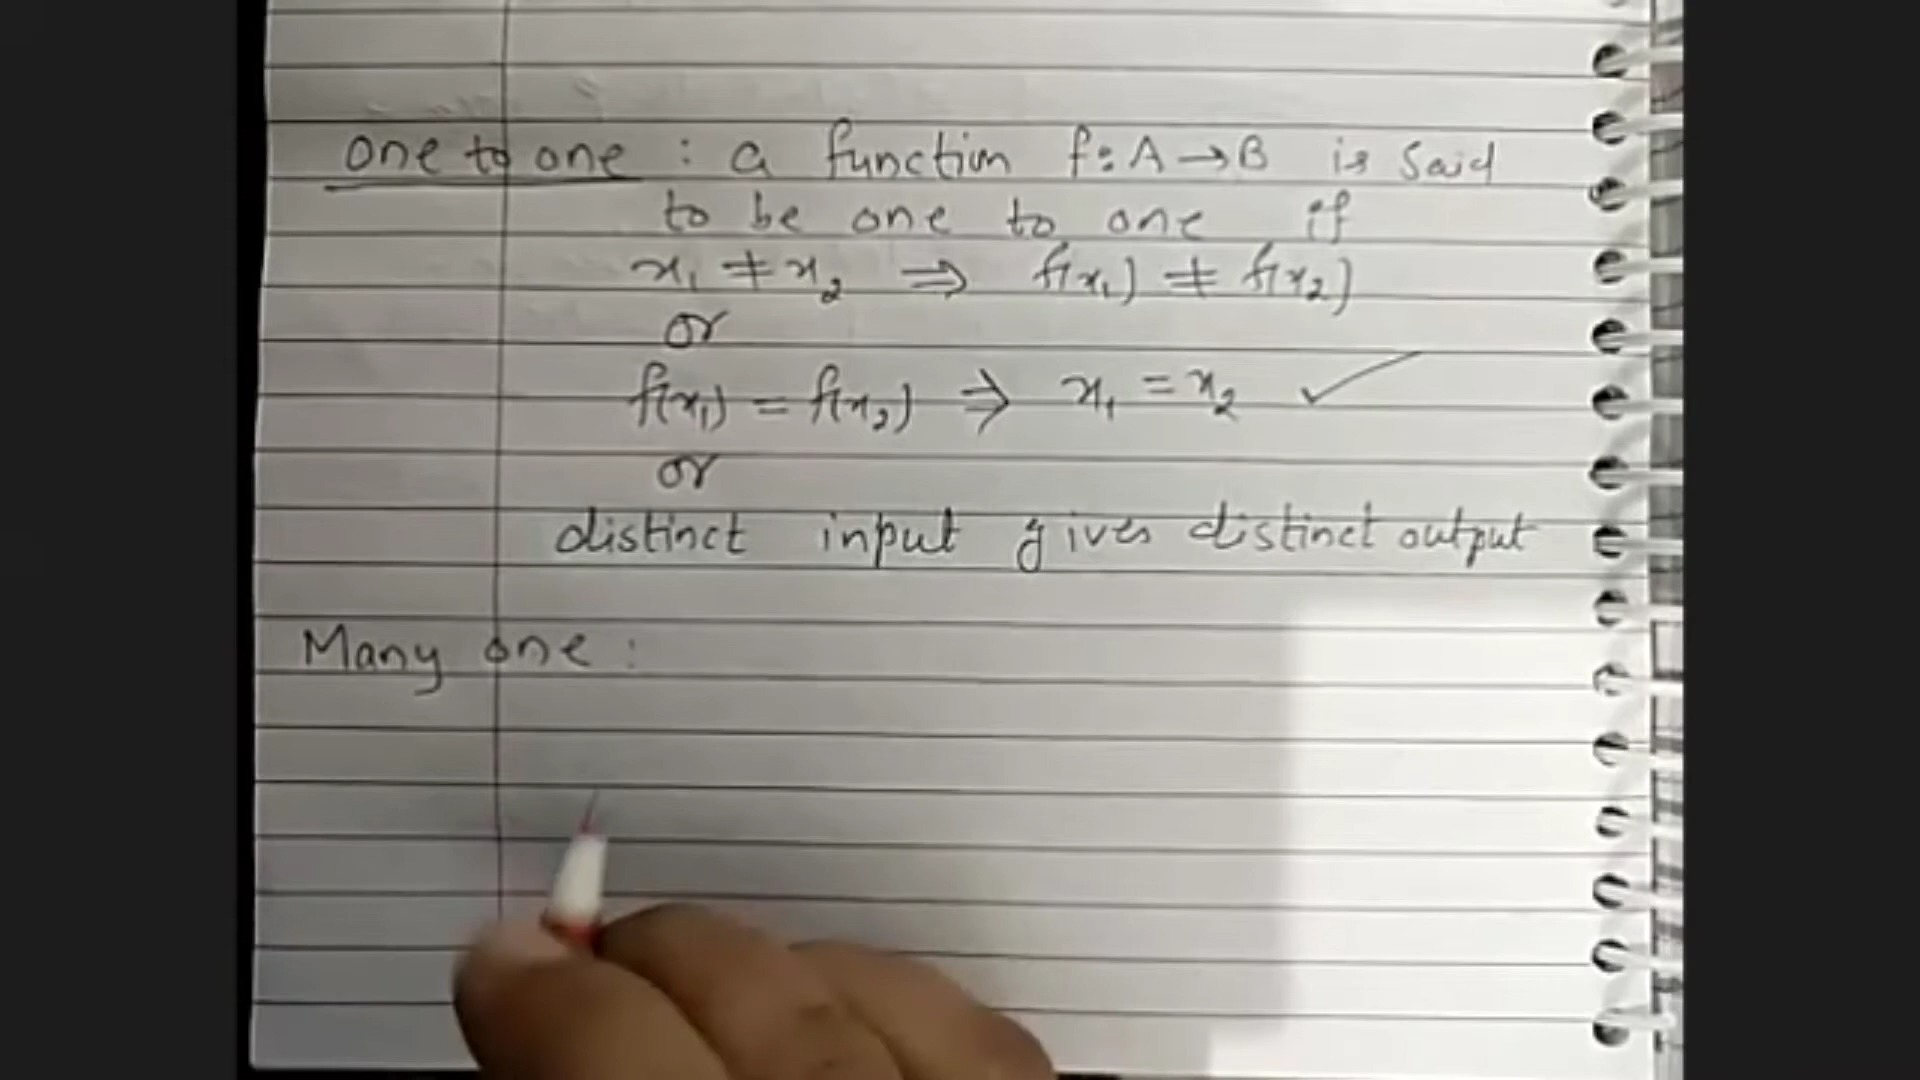 one to one : a function f: A → B is said
to be one to one if
x₁ ≠ x₂ ⇒ f(x₁) ≠ f(x₂)
or
f(x₁) = f(x₂) ⇒ x₁ = x₂ ✓
or
distinct input gives distinct output
Many one :